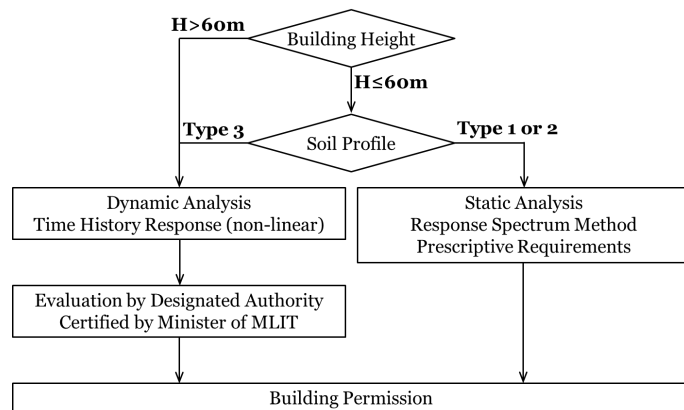 H>60m
Building Height
H≤60m
Type 3
Soil Profile
Type 1 or 2
Dynamic Analysis
Time History Response (non-linear)
Static Analysis
Response Spectrum Method
Prescriptive Requirements
Evaluation by Designated Authority
Certified by Minister of MLIT
Building Permission